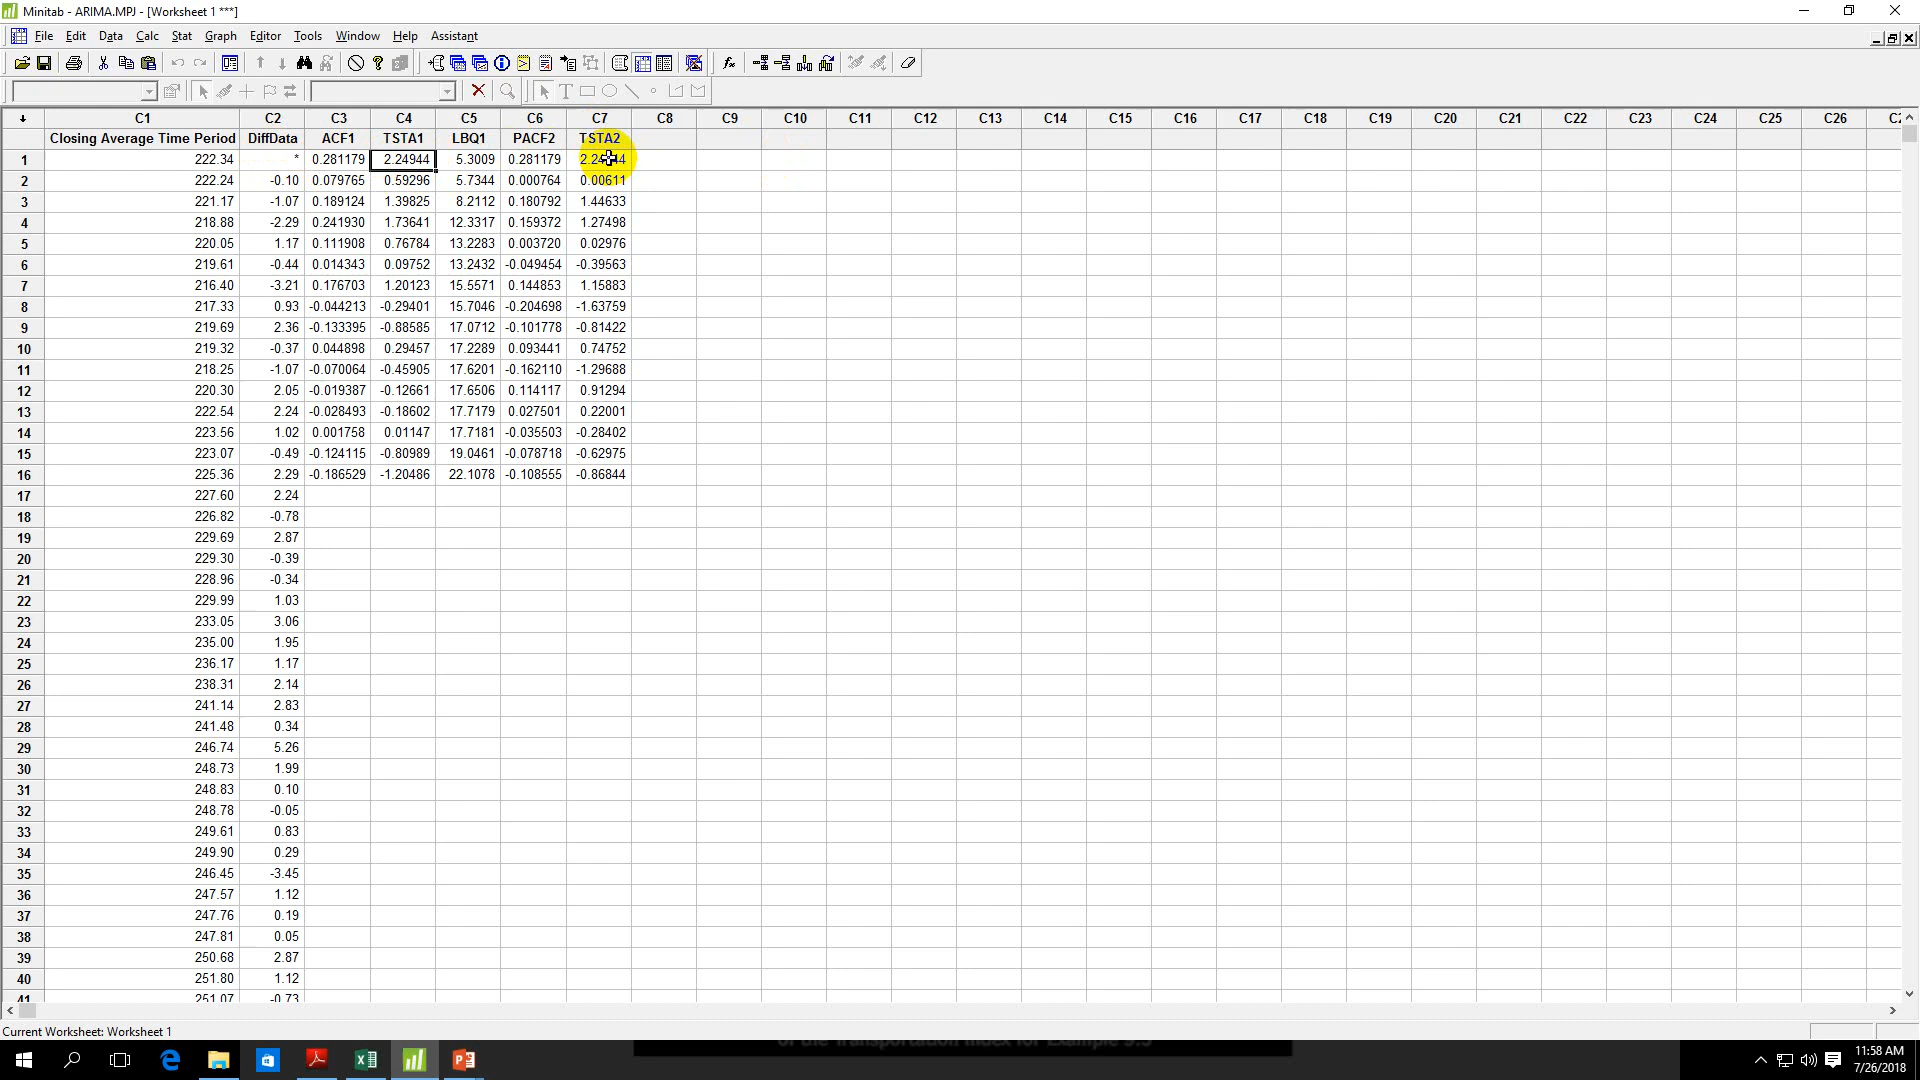 Minitab - ARIMA.MPJ - [Worksheet 1 ***]
File Edit Data Calc Stat Graph Editor Tools Window Help Assistant
C1 C2 C3 C4 C5 C6 C7 C8 C9 C10 C11 C12 C13 C14 C15 C16 C17 C18 C19 C20 C21 C22 C23 C24 C25 C26
Closing Average Time Period DiffData ACF1 TSTA1 LBQ1 PACF2 TSTA2
1 222.34 * 0.281179 2.24944 5.3009 0.281179
2 222.24 -0.10 0.079765 0.59296 5.7344 0.000764 0.00611
3 221.17 -1.07 0.189124 1.39825 8.2112 0.180792 1.44633
4 218.88 -2.29 0.241930 1.73641 12.3317 0.159372 1.27498
5 220.05 1.17 0.111908 0.76784 13.2283 0.003720 0.02976
6 219.61 -0.44 0.014343 0.09752 13.2432 -0.049454 -0.39563
7 216.40 -3.21 0.176703 1.20123 15.5571 0.144853 1.15883
8 217.33 0.93 -0.044213 -0.29401 15.7046 -0.204698 -1.63759
9 219.69 2.36 -0.133395 -0.88585 17.0712 -0.101778 -0.81422
10 219.32 -0.37 0.044898 0.29457 17.2289 0.093441 0.74752
11 218.25 -1.07 -0.070064 -0.45905 17.6201 -0.162110 -1.29688
12 220.30 2.05 -0.019387 -0.12661 17.6506 0.114117 0.91294
13 222.54 2.24 -0.028493 -0.18602 17.7179 0.027501 0.22001
14 223.56 1.02 0.001758 0.01147 17.7181 -0.035503 -0.28402
15 223.07 -0.49 -0.124115 -0.80989 19.0461 -0.078718 -0.62975
16 225.36 2.29 -0.186529 -1.20486 22.1078 -0.108555 -0.86844
17 227.60 2.24
18 226.82 -0.78
19 229.69 2.87
20 229.30 -0.39
21 228.96 -0.34
22 229.99 1.03
23 233.05 3.06
24 235.00 1.95
25 236.17 1.17
26 238.31 2.14
27 241.14 2.83
28 241.48 0.34
29 246.74 5.26
30 248.73 1.99
31 248.83 0.10
32 248.78 -0.05
33 249.61 0.83
34 249.90 0.29
35 246.45 -3.45
36 247.57 1.12
37 247.76 0.19
38 247.81 0.05
39 250.68 2.87
40 251.80 1.12
41 251.07 -0.73
Current Worksheet: Worksheet 1
of the Transportation Index for Example 9.3
11:58 AM
7/26/2018